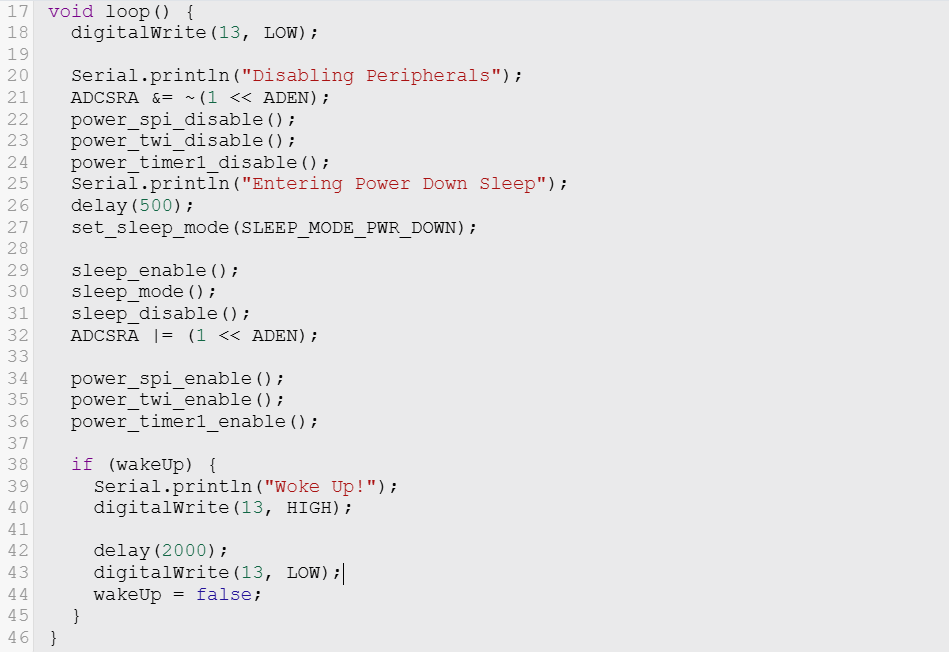 17 void loop() {
18   digitalWrite(13, LOW);
19
20   Serial.println("Disabling Peripherals");
21   ADCSRA &= ~(1 << ADEN);
22   power_spi_disable();
23   power_twi_disable();
24   power_timer1_disable();
25   Serial.println("Entering Power Down Sleep");
26   delay(500);
27   set_sleep_mode(SLEEP_MODE_PWR_DOWN);
28
29   sleep_enable();
30   sleep_mode();
31   sleep_disable();
32   ADCSRA |= (1 << ADEN);
33
34   power_spi_enable();
35   power_twi_enable();
36   power_timer1_enable();
37
38   if (wakeUp) {
39     Serial.println("Woke Up!");
40     digitalWrite(13, HIGH);
41
42     delay(2000);
43     digitalWrite(13, LOW);
44     wakeUp = false;
45   }
46 }